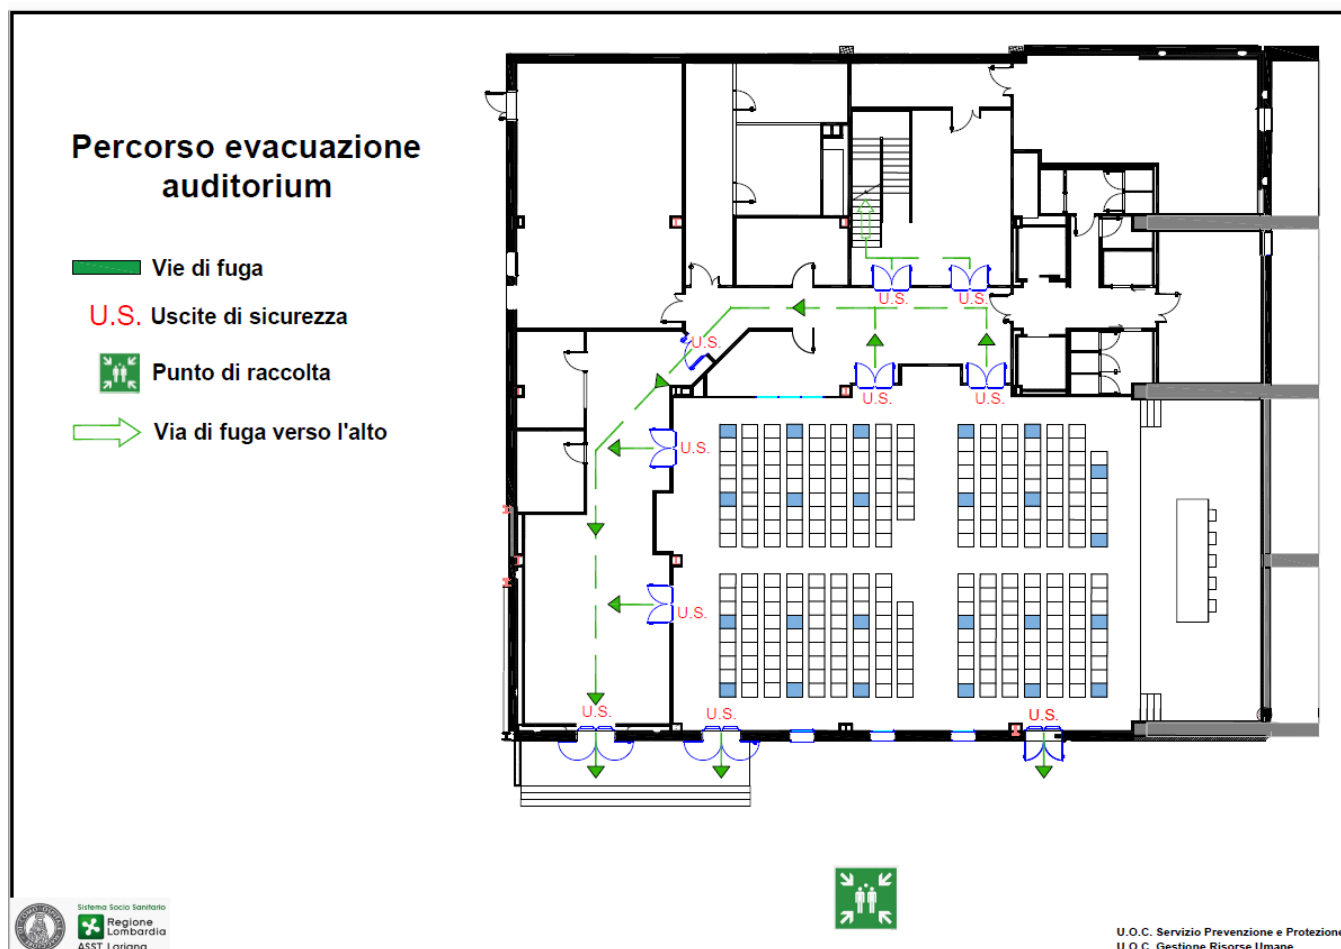 Percorso evacuazione
auditorium
Vie di fuga
U.S. Uscite di sicurezza
Punto di raccolta
Via di fuga verso l'alto
U.S.
U.S.
U.S.
U.S.
U.S.
U.S.
U.S.
U.S.
U.S.
U.S.
Sistema Socio Sanitario
Regione
Lombardia
ASST Lariana
U.O.C. Servizio Prevenzione e Protezione
U.O.C. Gestione Risorse Umane